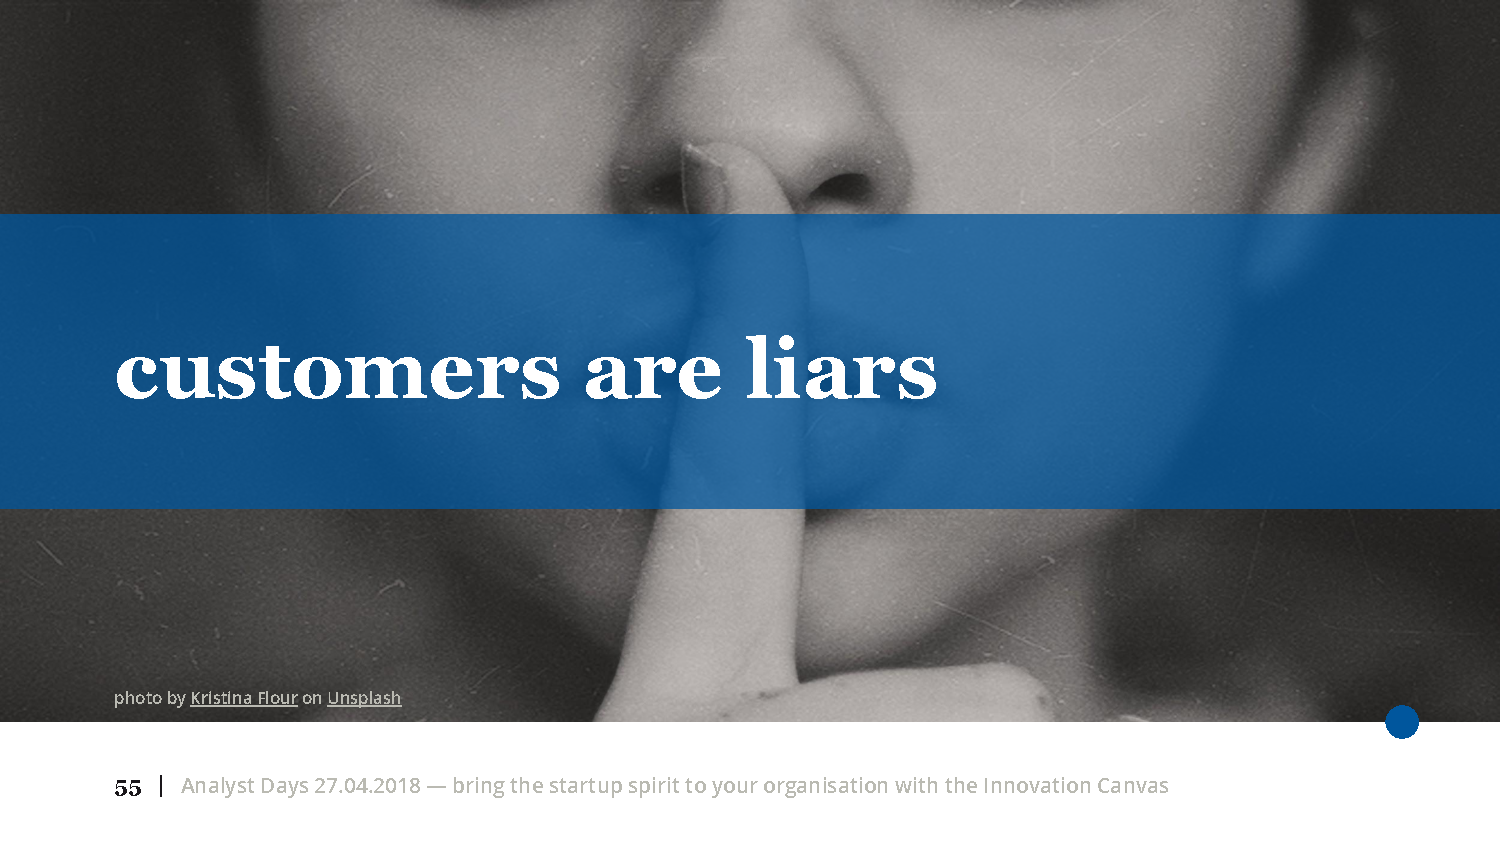 customers are liars
photo by Kristina Flour on Unsplash
55 | Analyst Days 27.04.2018 — bring the startup spirit to your organisation with the Innovation Canvas